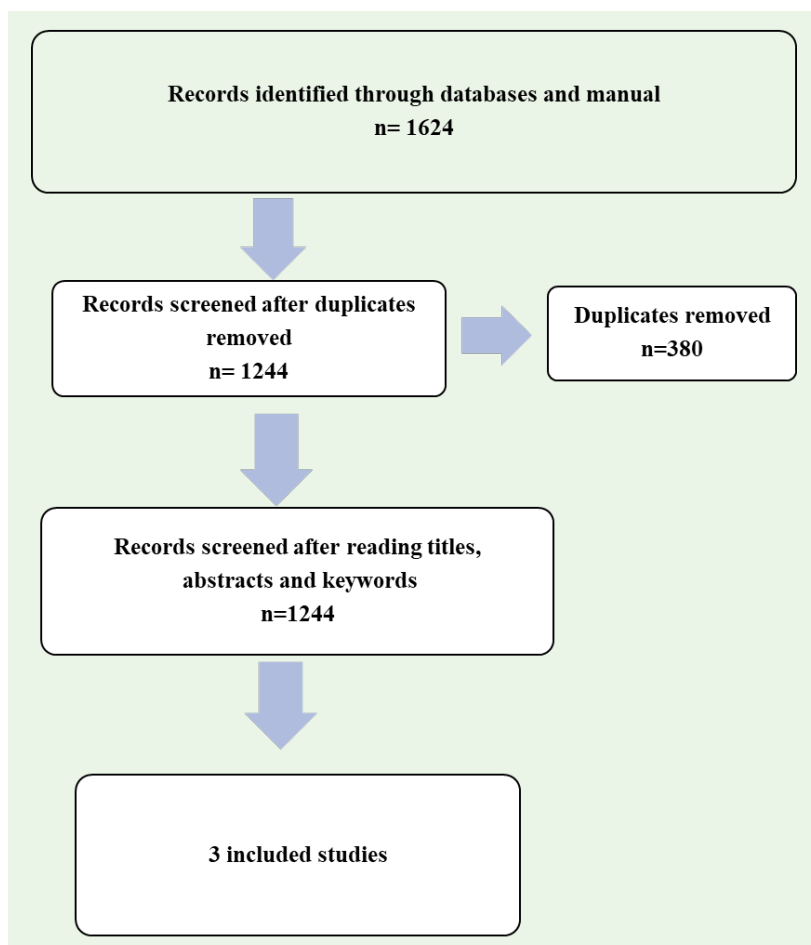 Records identified through databases and manual
n= 1624
Records screened after duplicates
removed
n= 1244
Duplicates removed
n=380
Records screened after reading titles,
abstracts and keywords
n=1244
3 included studies